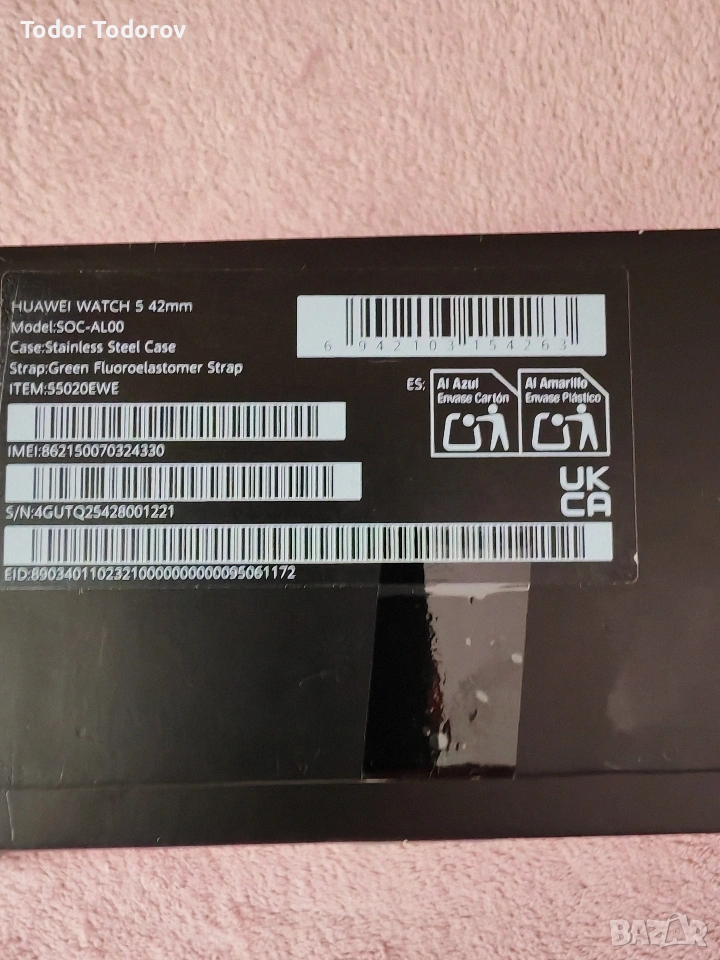 Todor Todorov
HUAWEI WATCH 5 42mm
Model:SOC-AL00
Case:Stainless Steel Case
Strap:Green Fluoroelastomer Strap
ITEM:55020EWE
6 942103 154263
IMEI:862150070324330
S/N:4GUTQ25428001221
EID:89034011023210000000000095061172
ES:
Al Azul
Envase Cartón
Al Amarillo
Envase Plástico
UK
CA
BAZAR